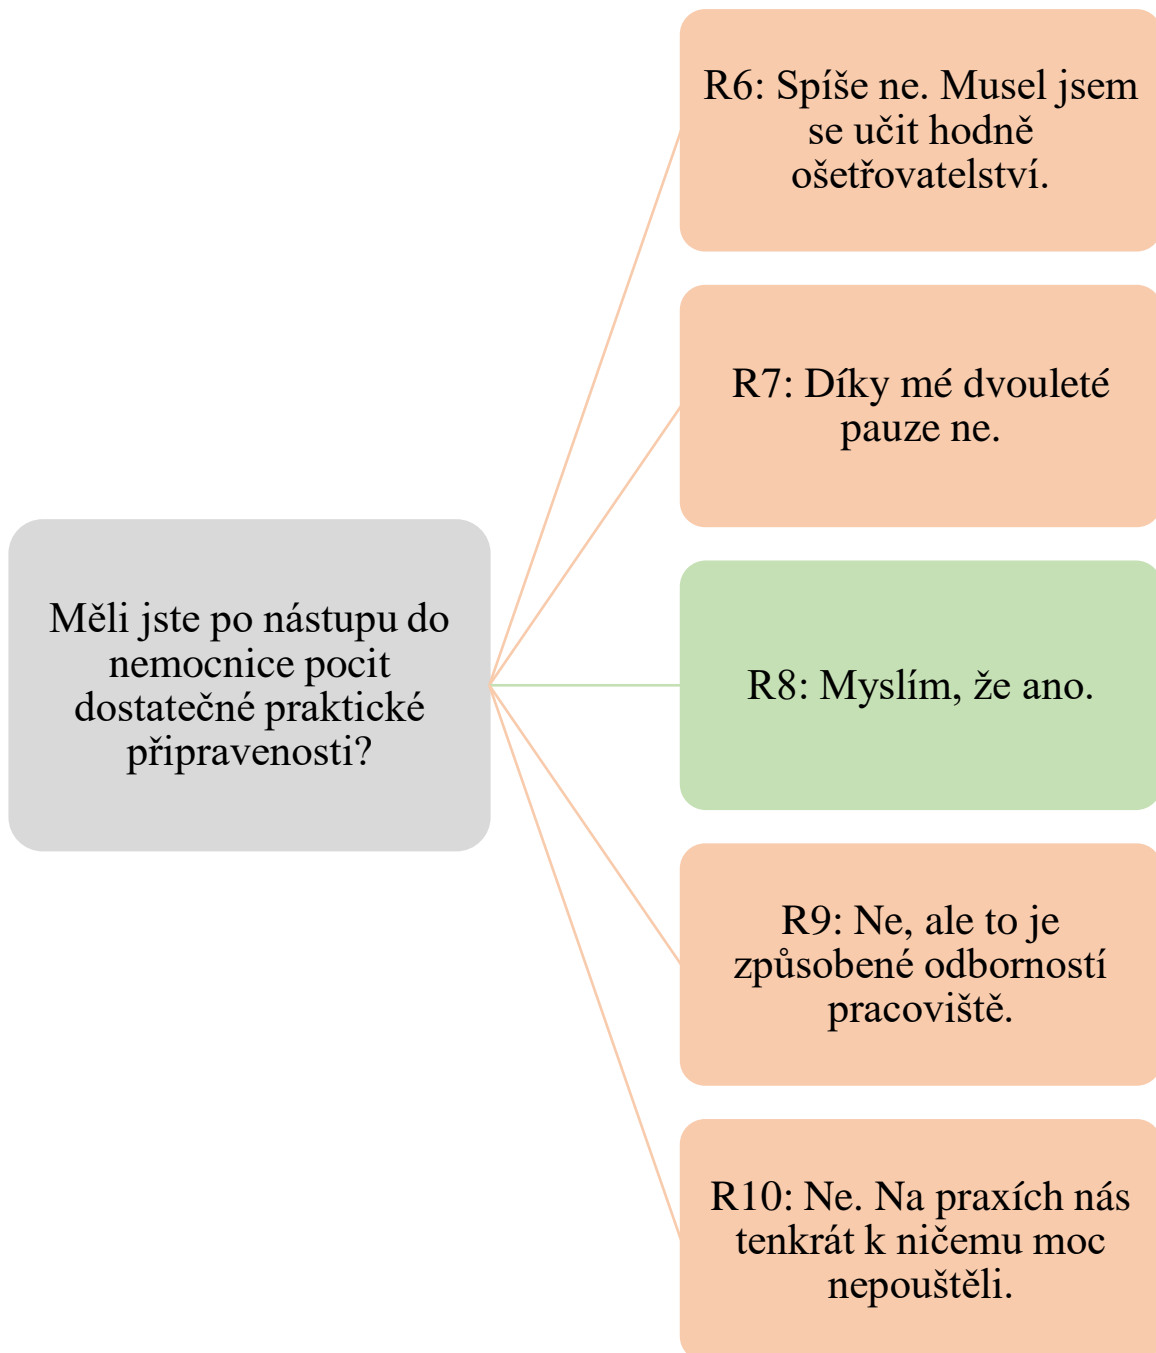 Měli jste po nástupu do
nemocnice pocit
dostatečné praktické
připravenosti?
R6: Spíše ne. Musel jsem
se učit hodně
ošetřovatelství.
R7: Díky mé dvouleté
pauze ne.
R8: Myslím, že ano.
R9: Ne, ale to je
způsobené odborností
pracoviště.
R10: Ne. Na praxích nás
tenkrát k ničemu moc
nepouštěli.